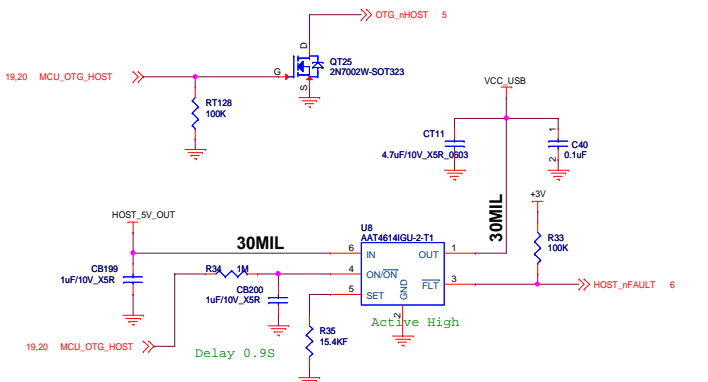 OTG_nHOST 5
D
QT25
2N7002W-SOT323
19,20 MCU_OTG_HOST
G
S
VCC_USB
RT128
100K
CT11
4.7uF/10V_X5R_0603
1
2
C40
0.1uF
+3V
HOST_5V_OUT
30MIL
30MIL
U8
AAT4614IGU-2-T1
R33
100K
6 IN
OUT 1
CB199
1uF/10V_X5R
R34 1M
4 ON/ON
FLT 3
HOST_nFAULT 6
CB200
1uF/10V_X5R
5 SET
GND
2
R35
15.4KF
Active High
19,20 MCU_OTG_HOST
Delay 0.9S